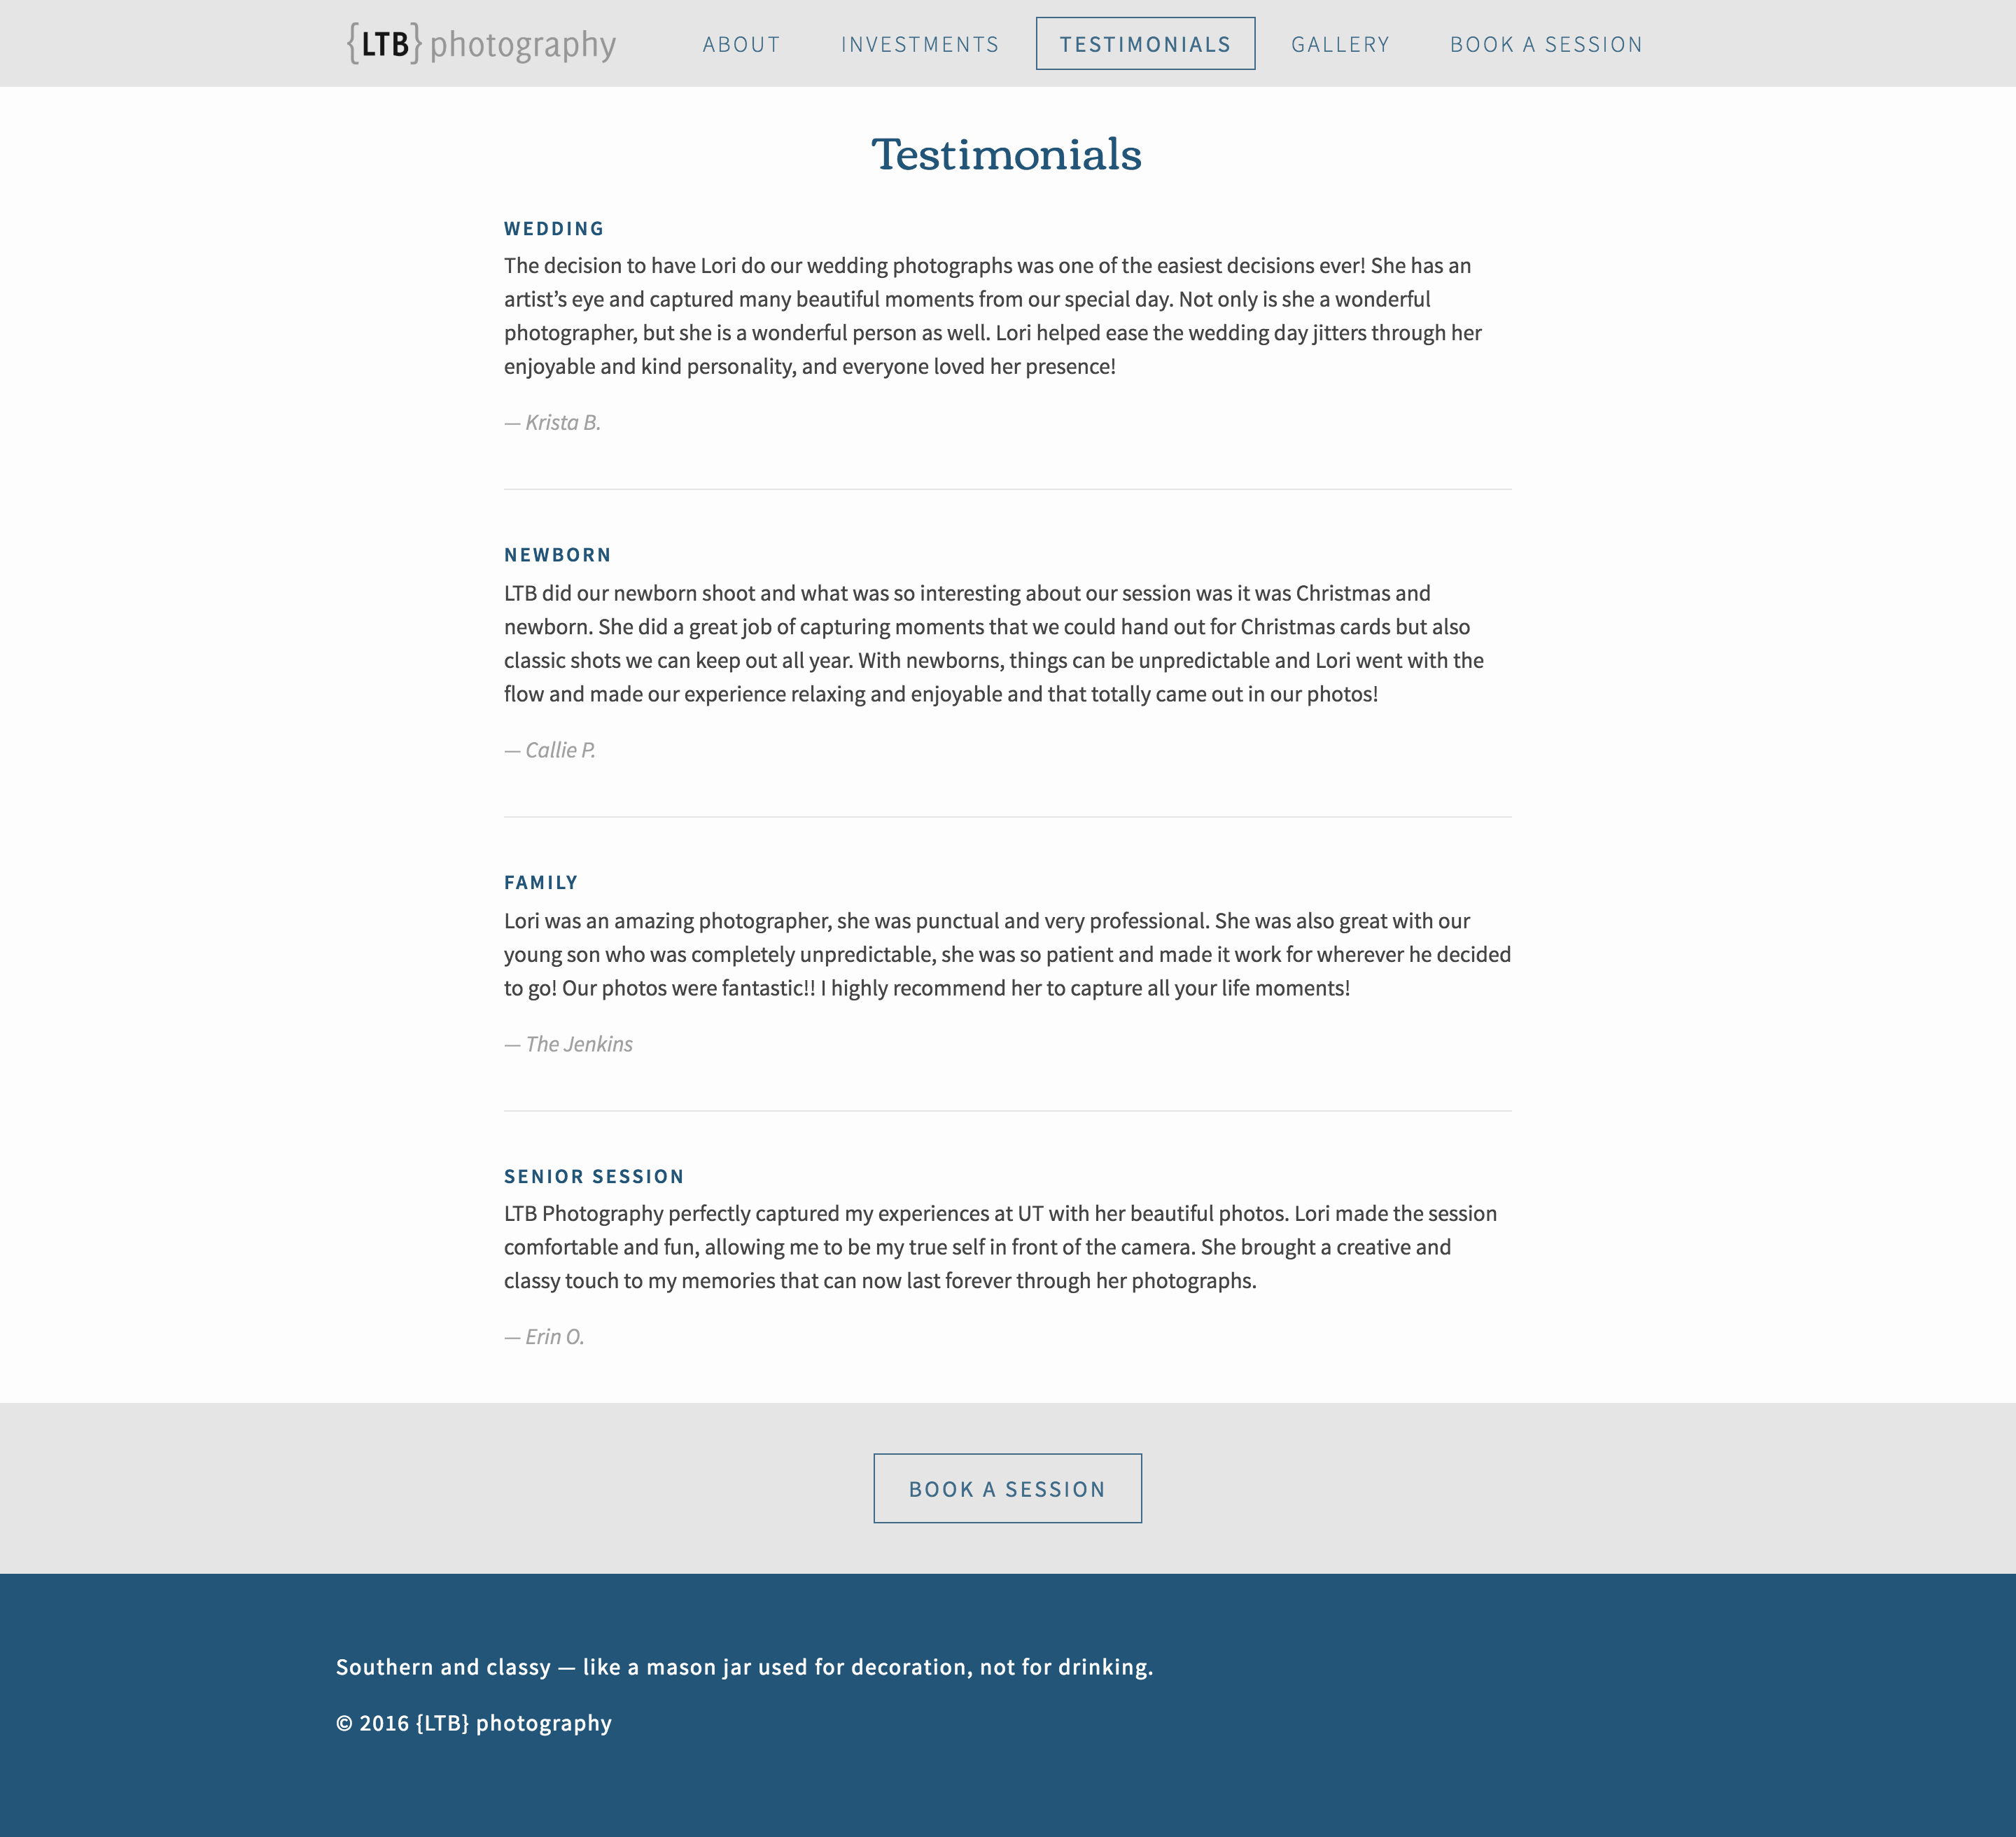 {LTB} photography
ABOUT
INVESTMENTS
TESTIMONIALS
GALLERY
BOOK A SESSION
Testimonials
WEDDING
The decision to have Lori do our wedding photographs was one of the easiest decisions ever! She has an
artist’s eye and captured many beautiful moments from our special day. Not only is she a wonderful
photographer, but she is a wonderful person as well. Lori helped ease the wedding day jitters through her
enjoyable and kind personality, and everyone loved her presence!
— Krista B.
NEWBORN
LTB did our newborn shoot and what was so interesting about our session was it was Christmas and
newborn. She did a great job of capturing moments that we could hand out for Christmas cards but also
classic shots we can keep out all year. With newborns, things can be unpredictable and Lori went with the
flow and made our experience relaxing and enjoyable and that totally came out in our photos!
— Callie P.
FAMILY
Lori was an amazing photographer, she was punctual and very professional. She was also great with our
young son who was completely unpredictable, she was so patient and made it work for wherever he decided
to go! Our photos were fantastic!! I highly recommend her to capture all your life moments!
— The Jenkins
SENIOR SESSION
LTB Photography perfectly captured my experiences at UT with her beautiful photos. Lori made the session
comfortable and fun, allowing me to be my true self in front of the camera. She brought a creative and
classy touch to my memories that can now last forever through her photographs.
— Erin O.
BOOK A SESSION
Southern and classy — like a mason jar used for decoration, not for drinking.
© 2016 {LTB} photography